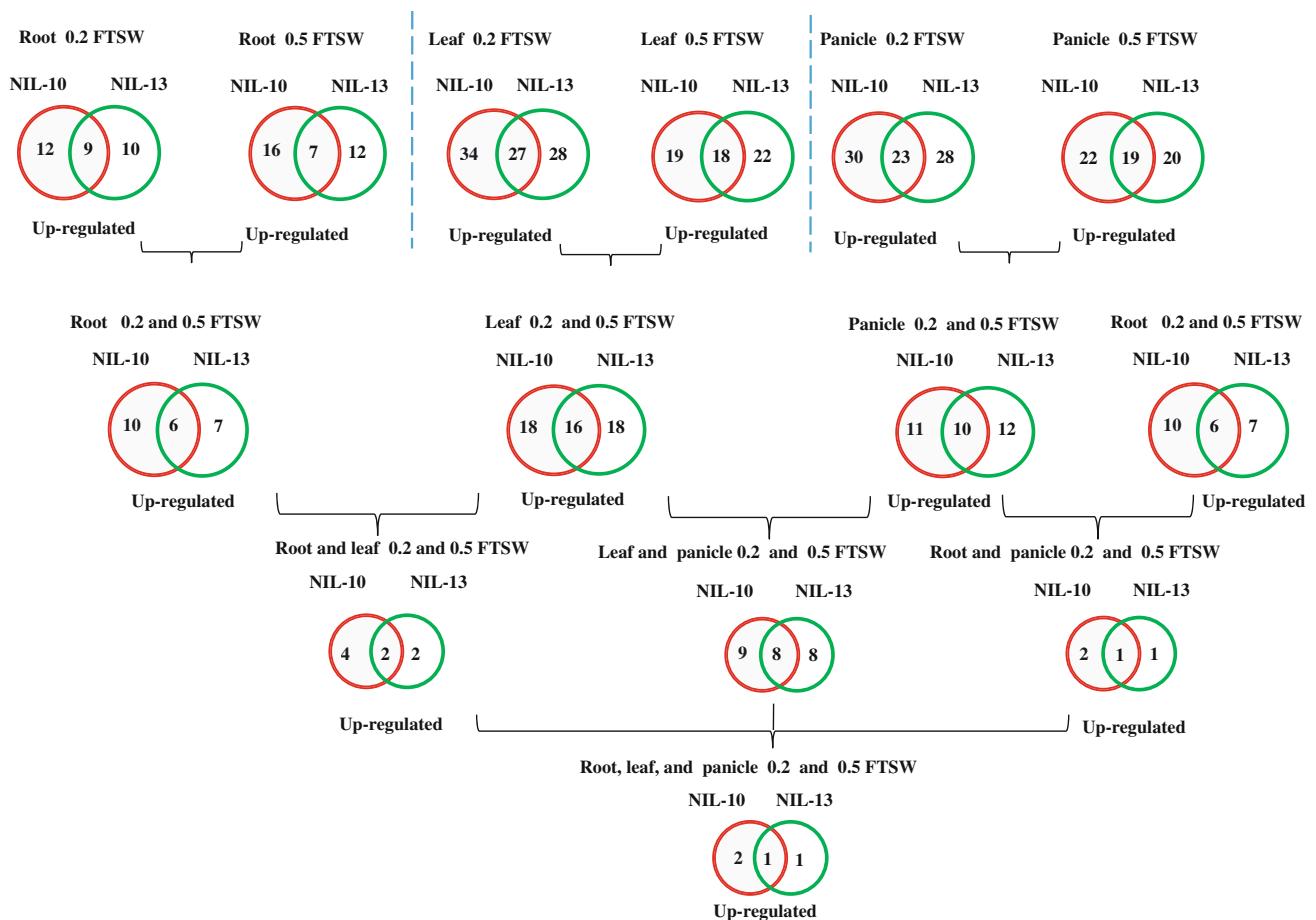 Root 0.2 FTSW
Root 0.5 FTSW
Leaf 0.2 FTSW
Leaf 0.5 FTSW
Panicle 0.2 FTSW
Panicle 0.5 FTSW
NIL-10 NIL-13
NIL-10 NIL-13
NIL-10 NIL-13
NIL-10 NIL-13
NIL-10 NIL-13
NIL-10 NIL-13
12 9 10
16 7 12
34 27 28
19 18 22
30 23 28
22 19 20
Up-regulated
Up-regulated
Up-regulated
Up-regulated
Up-regulated
Up-regulated
Root 0.2 and 0.5 FTSW
Leaf 0.2 and 0.5 FTSW
Panicle 0.2 and 0.5 FTSW
Root 0.2 and 0.5 FTSW
NIL-10 NIL-13
NIL-10 NIL-13
NIL-10 NIL-13
NIL-10 NIL-13
10 6 7
18 16 18
11 10 12
10 6 7
Up-regulated
Up-regulated
Up-regulated
Up-regulated
Root and leaf 0.2 and 0.5 FTSW
Leaf and panicle 0.2 and 0.5 FTSW
Root and panicle 0.2 and 0.5 FTSW
NIL-10 NIL-13
NIL-10 NIL-13
NIL-10 NIL-13
4 2 2
9 8 8
2 1 1
Up-regulated
Up-regulated
Root, leaf, and panicle 0.2 and 0.5 FTSW
NIL-10 NIL-13
2 1 1
Up-regulated